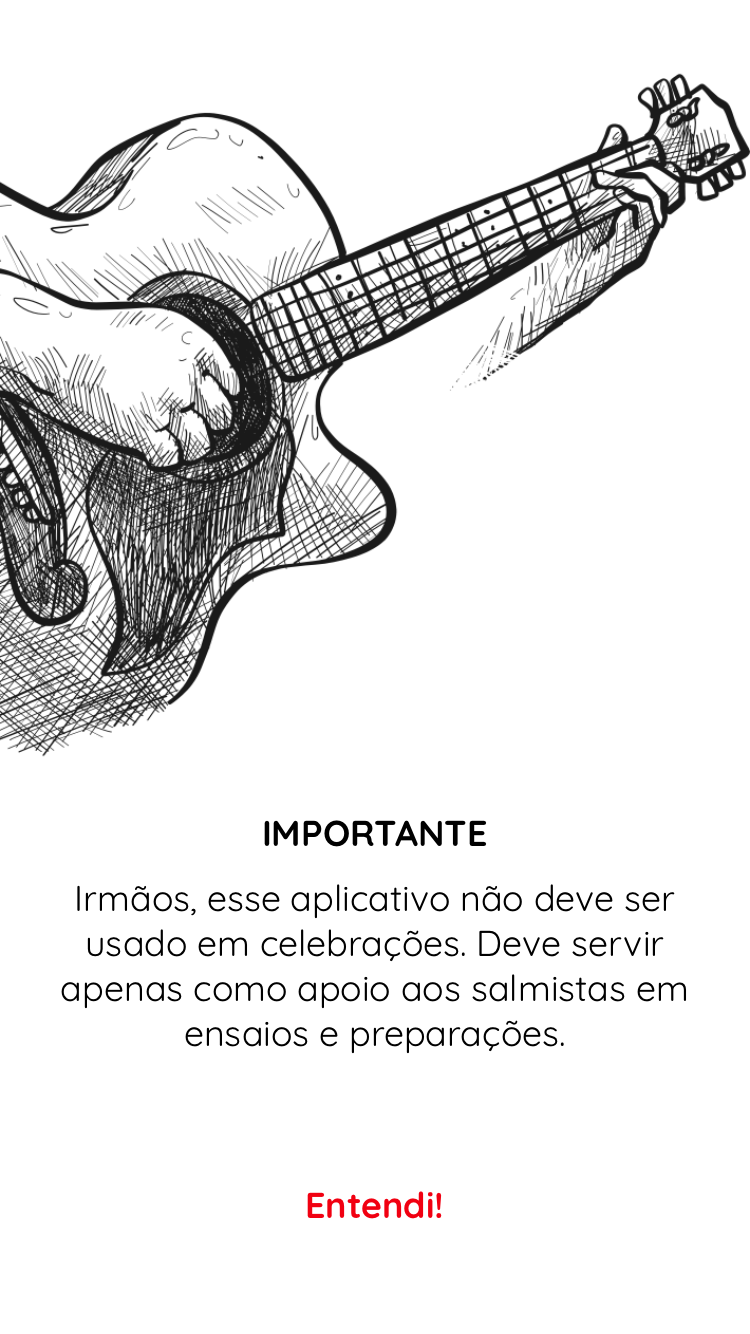 IMPORTANTE
Irmãos, esse aplicativo não deve ser
usado em celebrações. Deve servir
apenas como apoio aos salmistas em
ensaios e preparações.
Entendi!